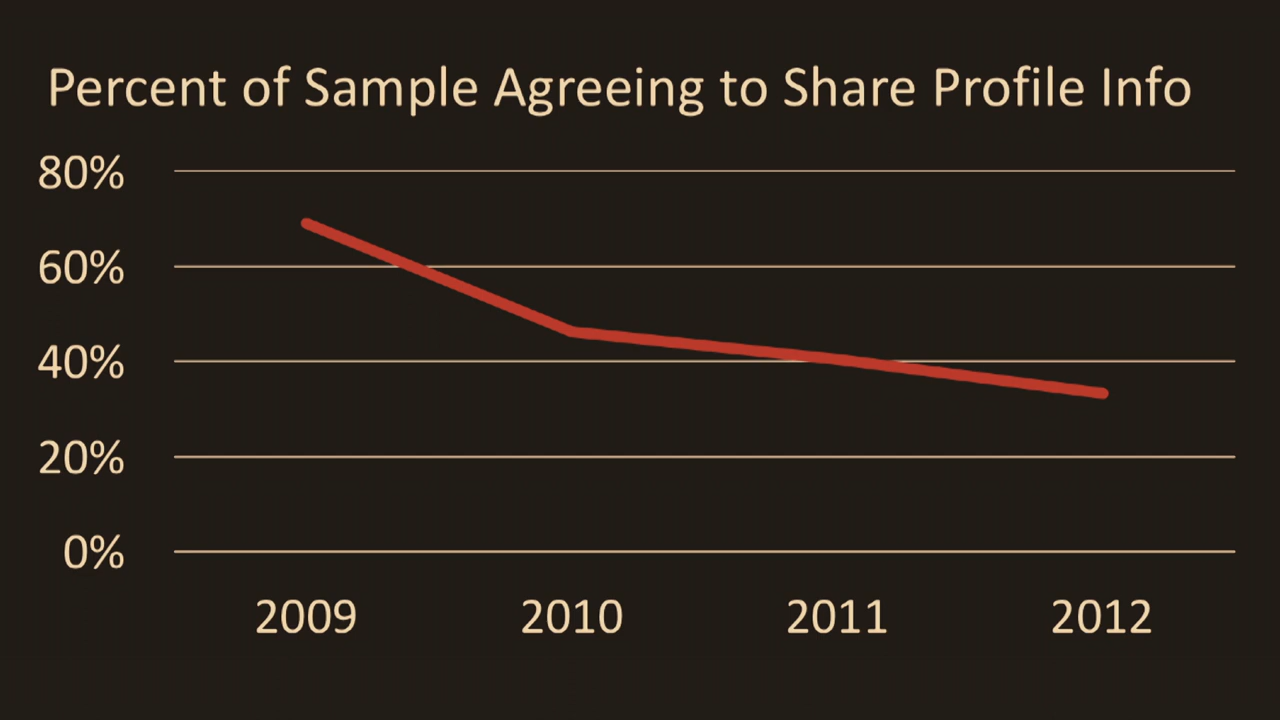 Percent of Sample Agreeing to Share Profile Info
80%
60%
40%
20%
0%
2009 2010 2011 2012